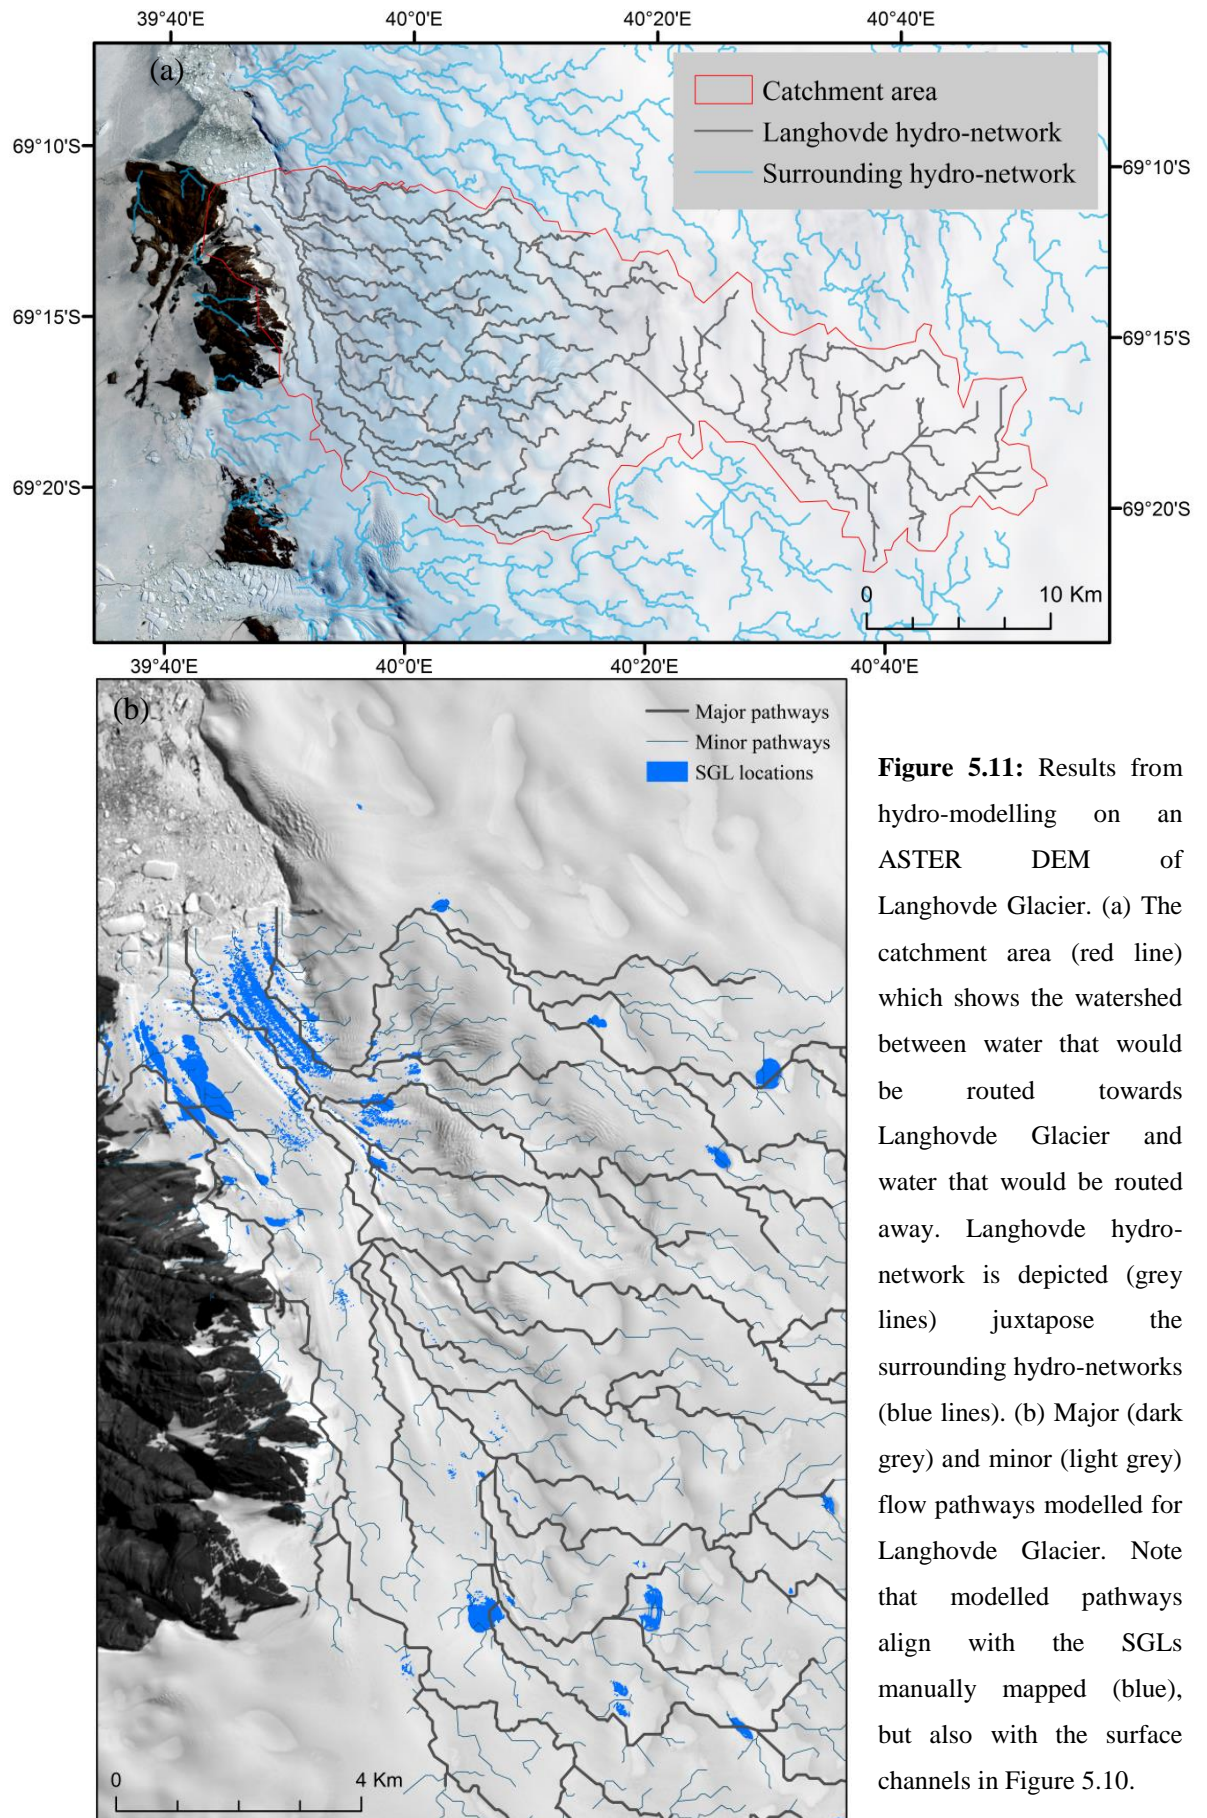 39°40'E 40°0'E 40°20'E 40°40'E
(a)
Catchment area
Langhovde hydro-network
Surrounding hydro-network
69°10'S 69°10'S
69°15'S 69°15'S
69°20'S 69°20'S
0 10 Km
39°40'E 40°0'E 40°20'E 40°40'E
(b)
Major pathways
Minor pathways
SGL locations
0 4 Km
Figure 5.11: Results from
hydro-modelling on an
ASTER DEM of
Langhovde Glacier. (a) The
catchment area (red line)
which shows the watershed
between water that would
be routed towards
Langhovde Glacier and
water that would be routed
away. Langhovde hydro-
network is depicted (grey
lines) juxtapose the
surrounding hydro-networks
(blue lines). (b) Major (dark
grey) and minor (light grey)
flow pathways modelled for
Langhovde Glacier. Note
that modelled pathways
align with the SGLs
manually mapped (blue),
but also with the surface
channels in Figure 5.10.